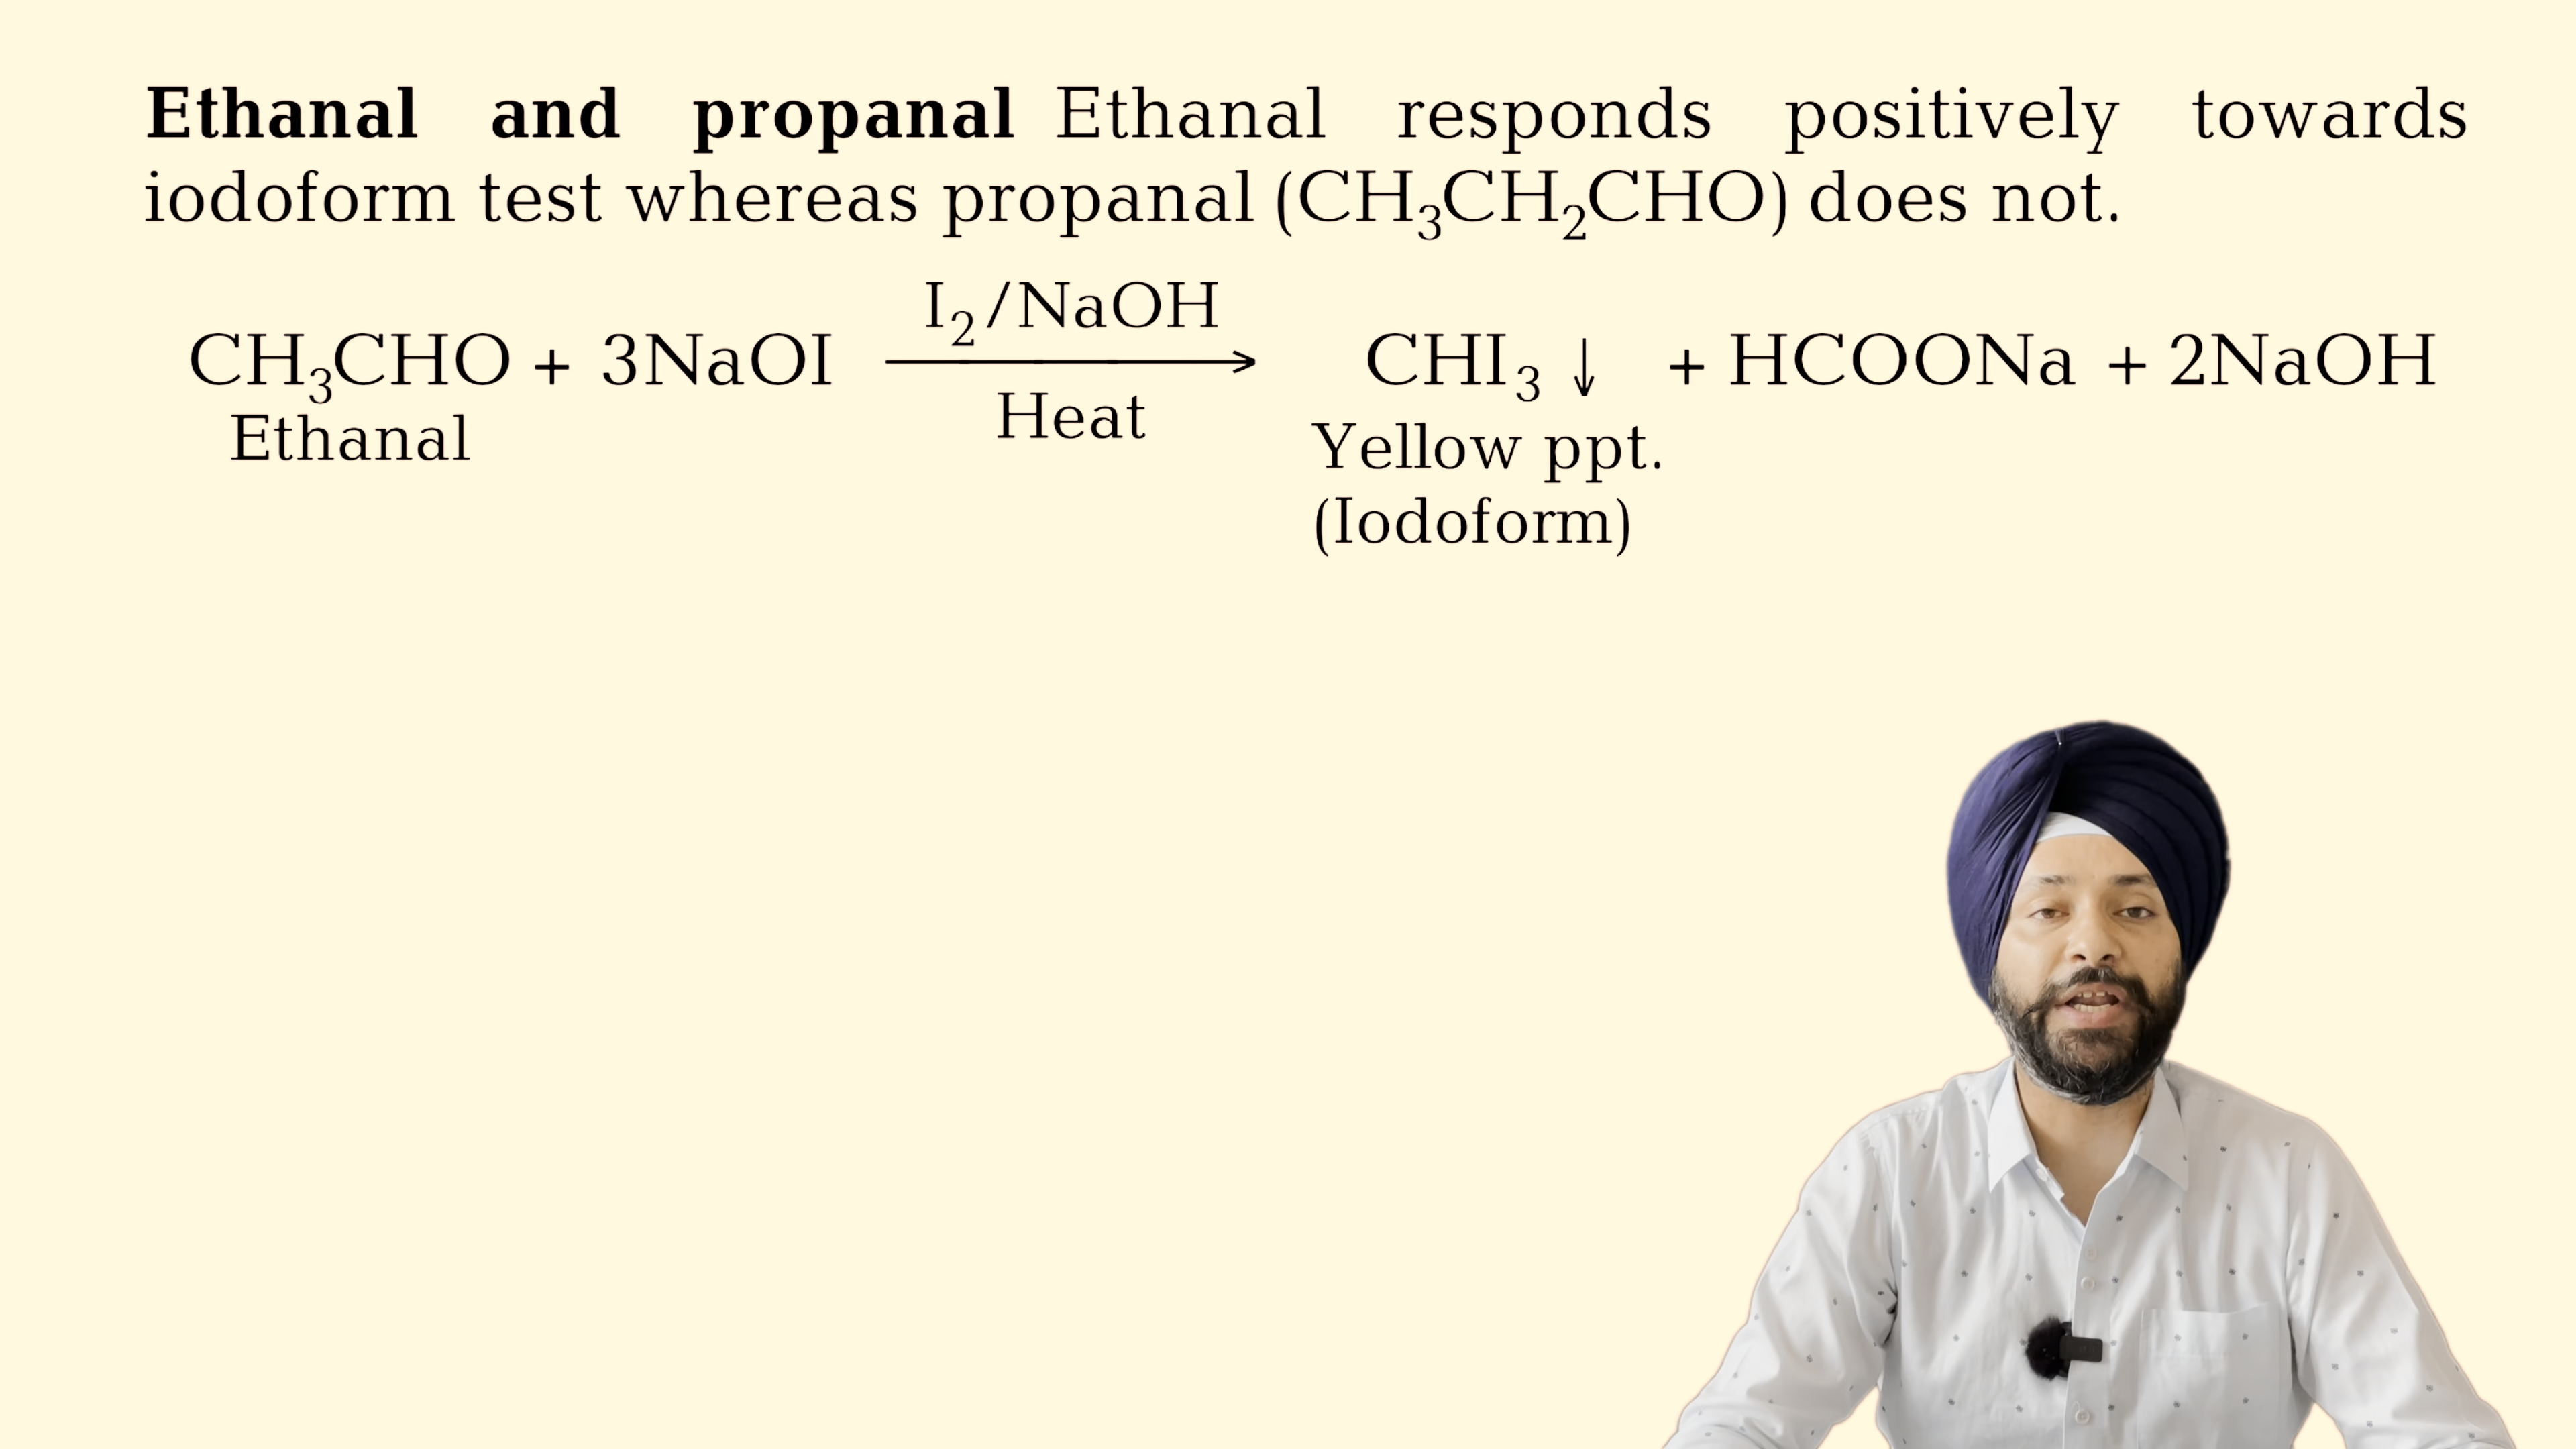 Ethanal and propanal Ethanal responds positively towards
iodoform test whereas propanal (CH₃CH₂CHO) does not.
I₂/NaOH
CH₃CHO + 3NaOI ⟶ CHI₃ ↓ + HCOONa + 2NaOH
Heat
Ethanal
Yellow ppt.
(Iodoform)